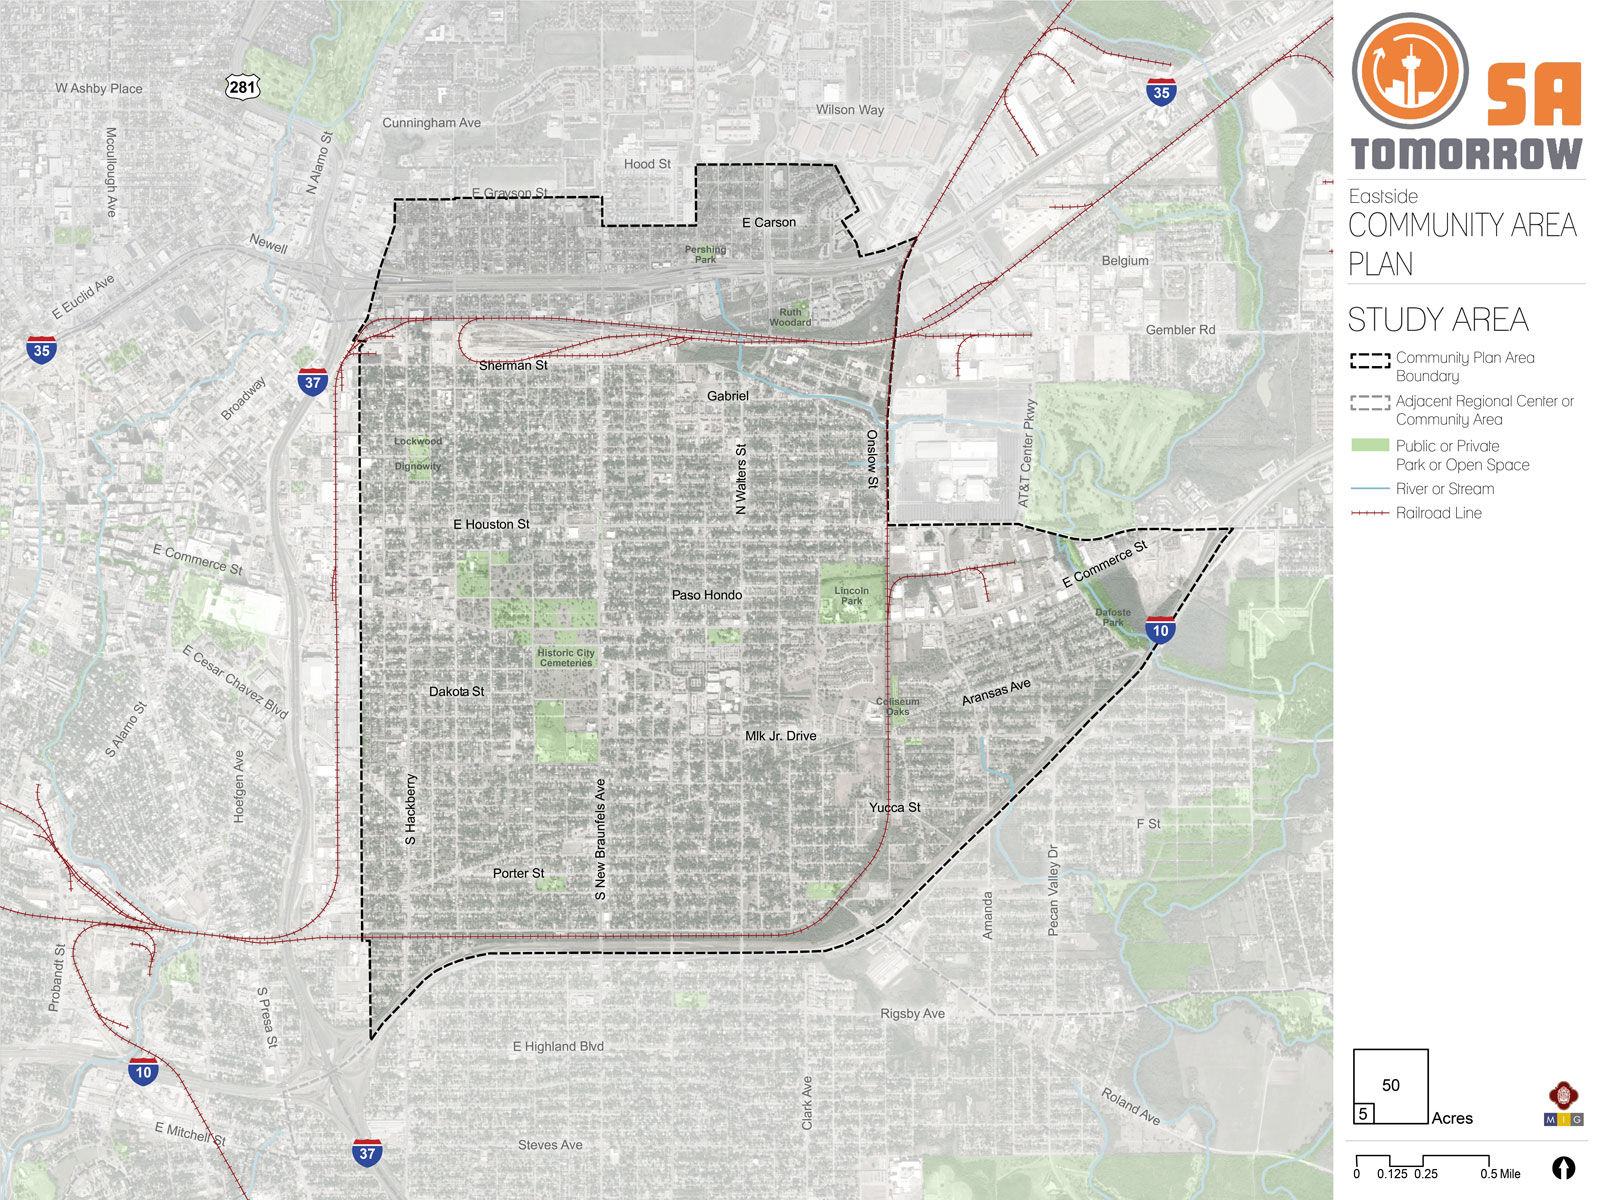 W Ashby Place
281
Mccullough Ave
N Alamo St
Cunningham Ave
Wilson Way
35
Hood St
E Grayson St
E Carson
Newell
Pershing
Park
Belgium
E Euclid Ave
Ruth
Woodard
Gembler Rd
35
37
Sherman St
Broadway
Gabriel
Lockwood
Dignowity
N Walters St
Onslow St
AT&T Center Pkwy
E Houston St
E Commerce St
E Commerce St
Paso Hondo
Lincoln
Park
Dafoste
Park
10
Historic City
Cemeteries
E Cesar Chavez Blvd
Dakota St
Aransas Ave
Coliseum
Oaks
S Alamo St
Mlk Jr. Drive
Hoefgen Ave
S Hackberry
S New Braunfels Ave
Yucca St
F St
Porter St
Pecan Valley Dr
Amanda
Probandt St
S Presa St
Rigsby Ave
E Highland Blvd
10
Clark Ave
Roland Ave
E Mitchell St
Steves Ave
37
SA
TOMORROW
Eastside
COMMUNITY AREA
PLAN
STUDY AREA
Community Plan Area
Boundary
Adjacent Regional Center or
Community Area
Public or Private
Park or Open Space
River or Stream
Railroad Line
50
5
Acres
M I G
0 0.125 0.25 0.5 Mile